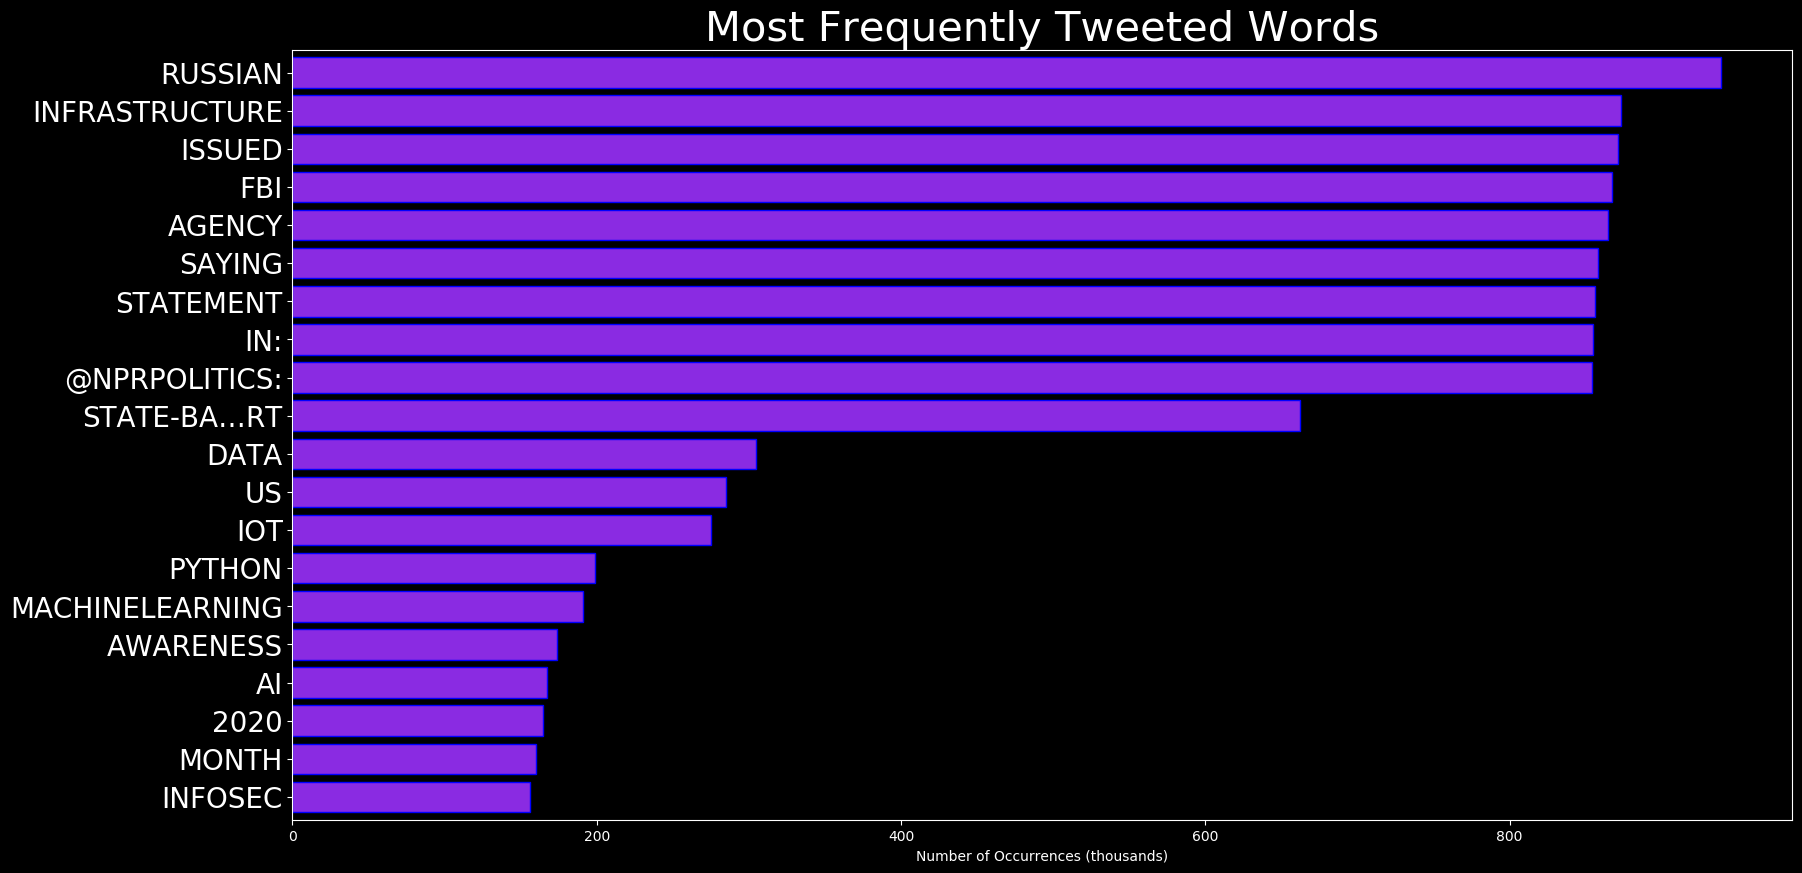 Most Frequently Tweeted Words
RUSSIAN
INFRASTRUCTURE
ISSUED
FBI
AGENCY
SAYING
STATEMENT
IN:
@NPRPOLITICS:
STATE-BA…RT
DATA
US
IOT
PYTHON
MACHINELEARNING
AWARENESS
AI
2020
MONTH
INFOSEC
0 200 400 600 800
Number of Occurrences (thousands)